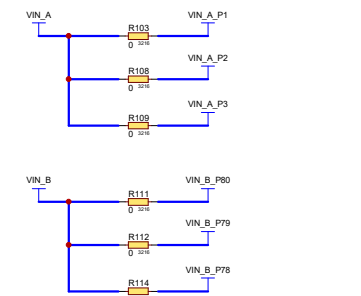 VIN_A
R103
VIN_A_P1
0 3216
R108
VIN_A_P2
0 3216
R109
VIN_A_P3
0 3216
VIN_B
R111
VIN_B_P80
0 3216
R112
VIN_B_P79
0 3216
R114
VIN_B_P78